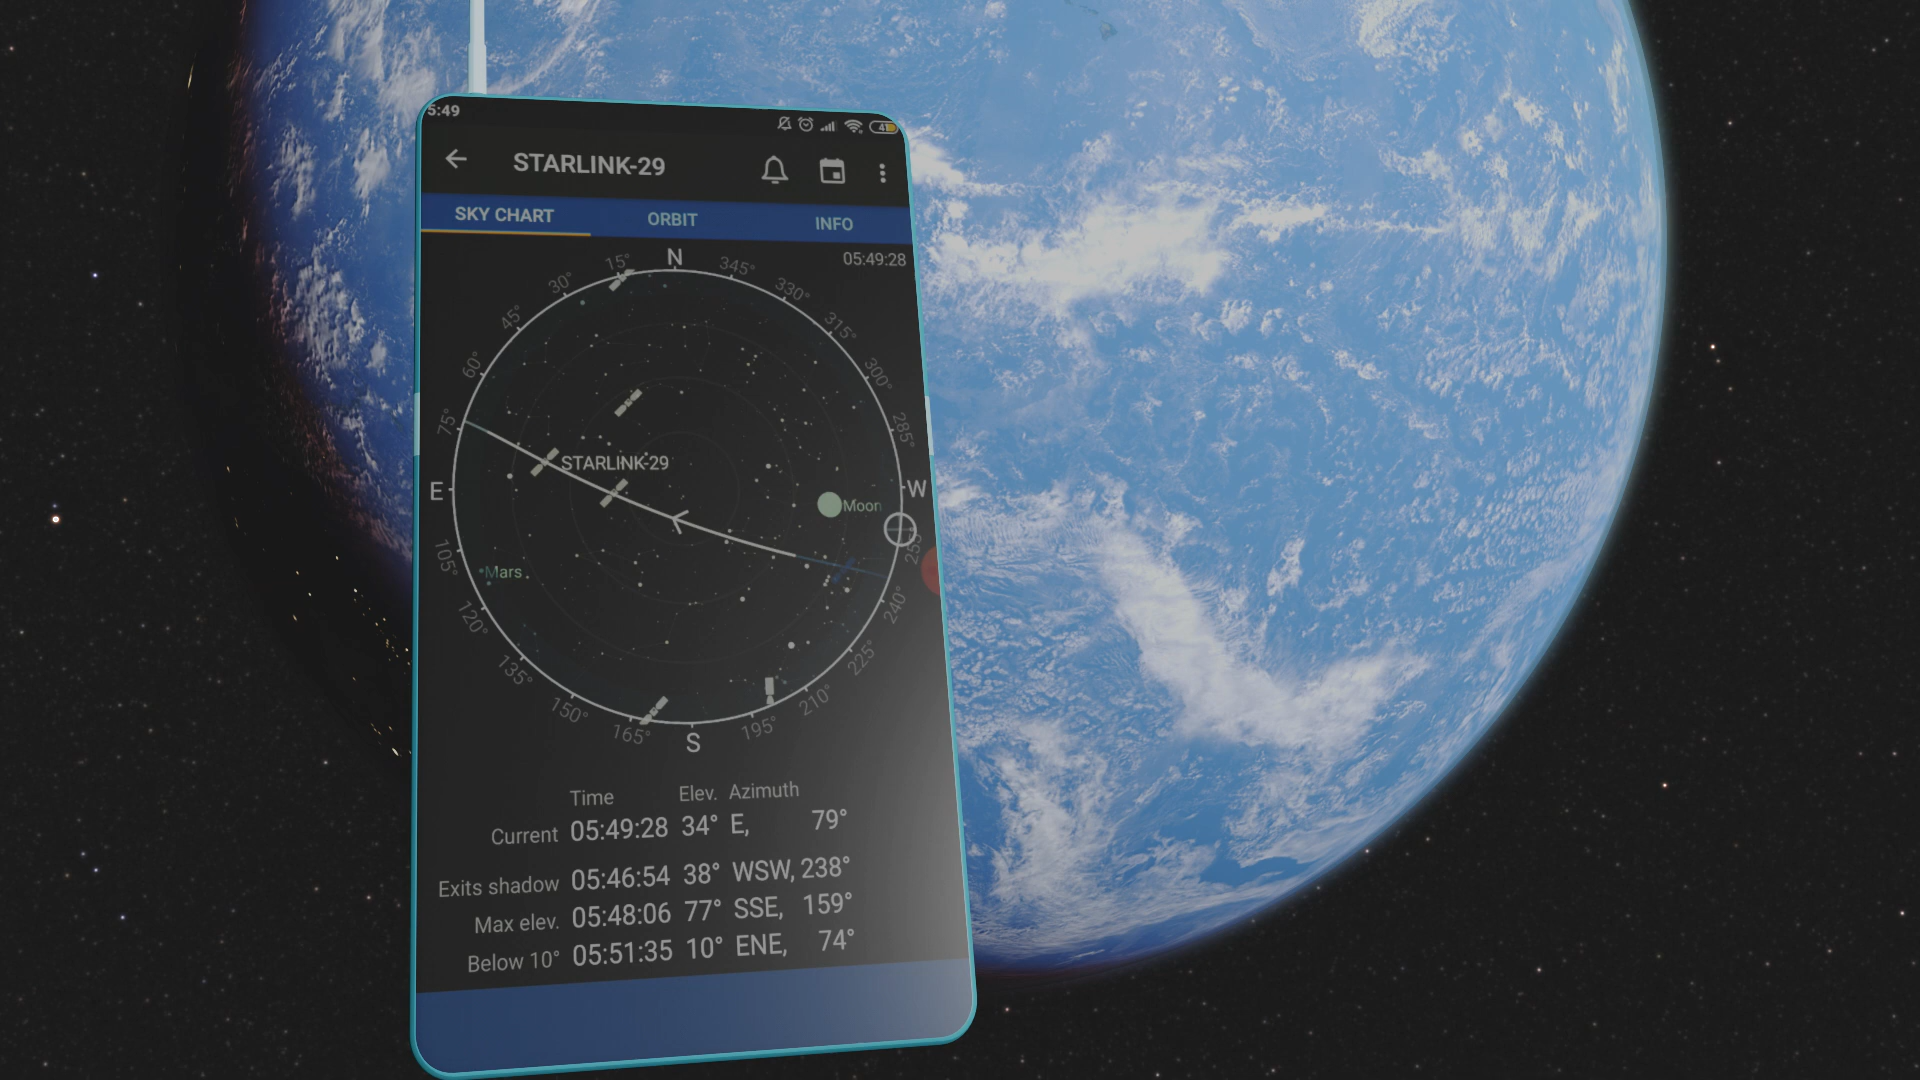 5:49
41
STARLINK-29
SKY CHART ORBIT INFO
05:49:28
N
15° 345°
30° 330°
45° 315°
60° 300°
75° 285°
STARLINK-29
E W
Moon
105° 255
Mars
120° 240°
135° 225°
150° 210°
165° 195°
S
Time Elev. Azimuth
Current 05:49:28 34° E, 79°
Exits shadow 05:46:54 38° WSW, 238°
Max elev. 05:48:06 77° SSE, 159°
Below 10° 05:51:35 10° ENE, 74°